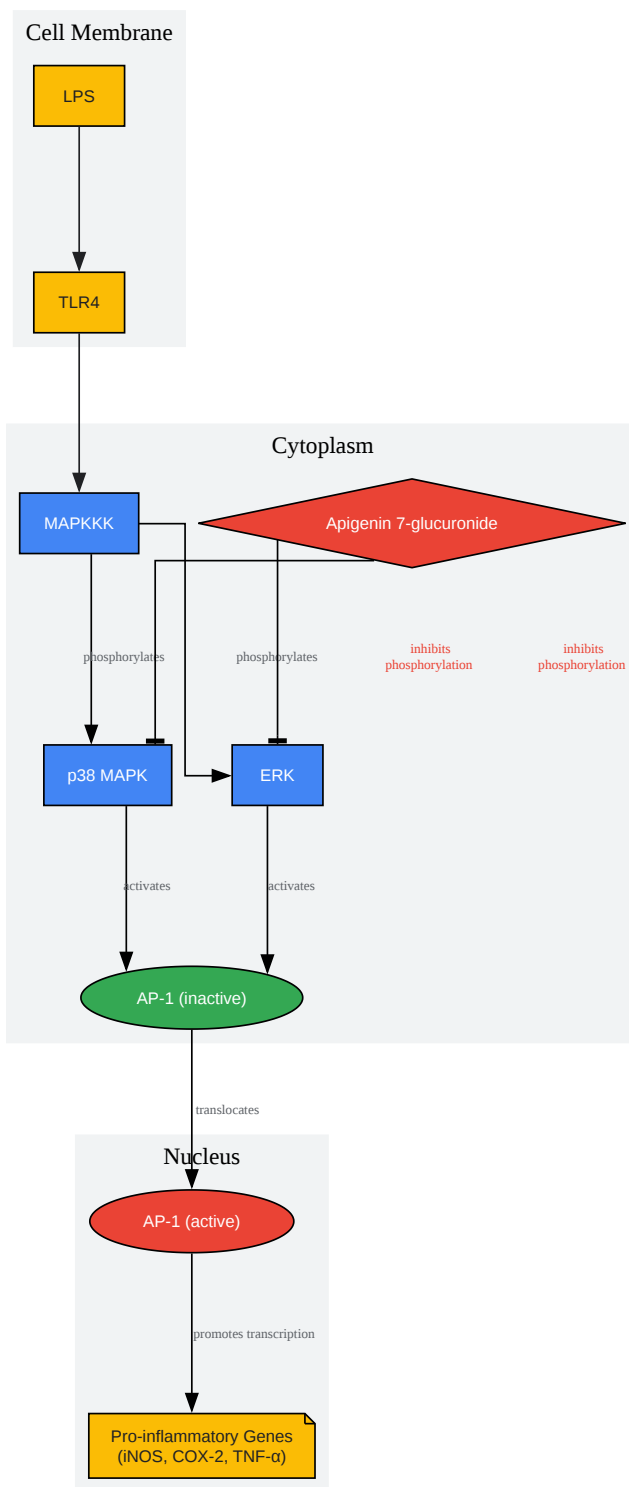 Cell Membrane
LPS
TLR4
Cytoplasm
MAPKKK
Apigenin 7-glucuronide
phosphorylates
phosphorylates
inhibits
phosphorylation
inhibits
phosphorylation
p38 MAPK
ERK
activates
activates
AP-1 (inactive)
translocates
Nucleus
AP-1 (active)
promotes transcription
Pro-inflammatory Genes
(iNOS, COX-2, TNF-α)